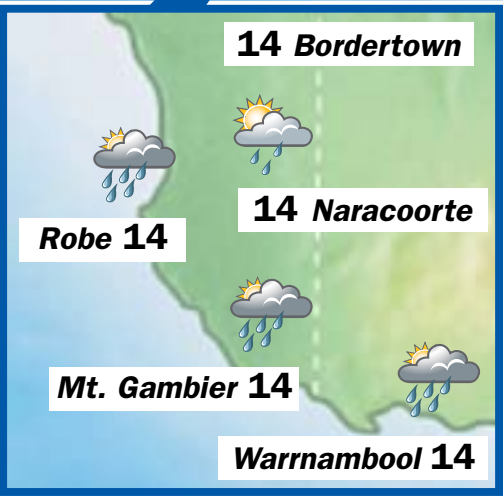 14 Bordertown
14 Naracoorte
Robe 14
Mt. Gambier 14
Warrnambool 14